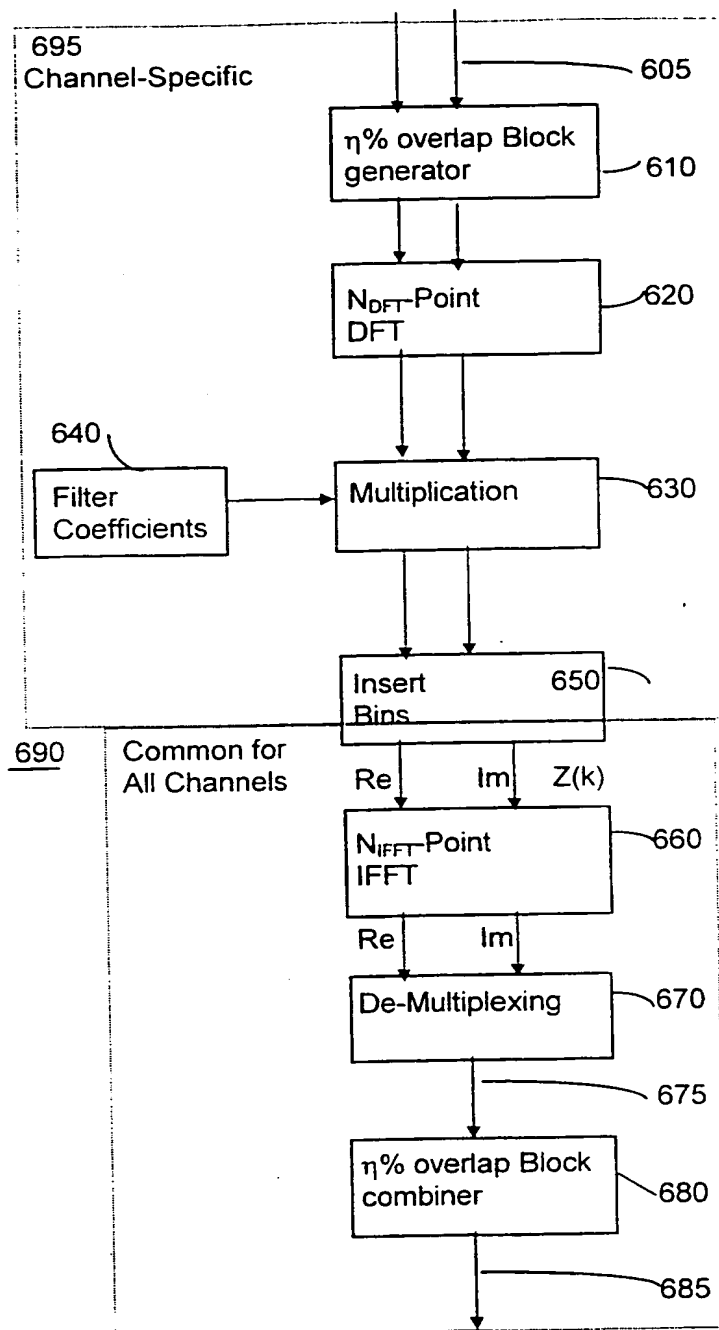 695
Channel-Specific
605
η% overlap Block
generator
610
N_DFT-Point
DFT
620
640
Filter
Coefficients
Multiplication
630
Insert
Bins
650
690
Common for
All Channels
Re
Im
Z(k)
N_IFFT-Point
IFFT
660
Re
Im
De-Multiplexing
670
675
η% overlap Block
combiner
680
685